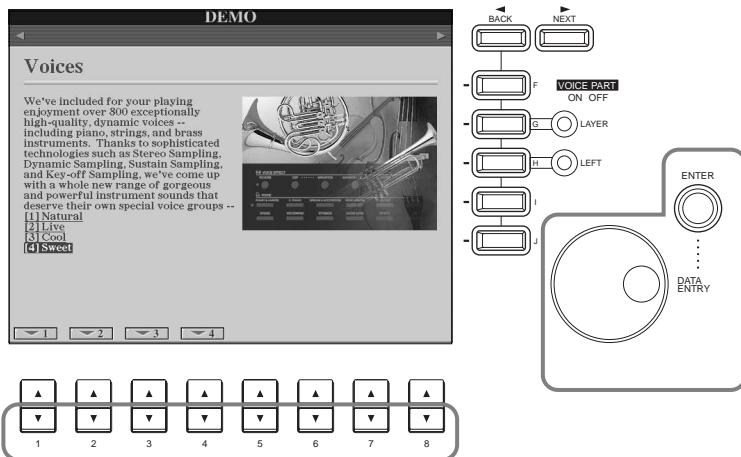 DEMO
Voices
We've included for your playing
enjoyment over 800 exceptionally
high-quality, dynamic voices --
including piano, strings, and brass
instruments. Thanks to sophisticated
technologies such as Stereo Sampling,
Dynamic Sampling, Sustain Sampling,
and Key-off Sampling, we've come up
with a whole new range of gorgeous
and powerful instrument sounds that
deserve their own special voice groups --
[1] Natural
[2] Live
[3] Cool
[4] Sweet
1 2 3 4
BACK NEXT
F VOICE PART
ON OFF
G LAYER
H LEFT
I
J
ENTER
DATA
ENTRY
1 2 3 4 5 6 7 8